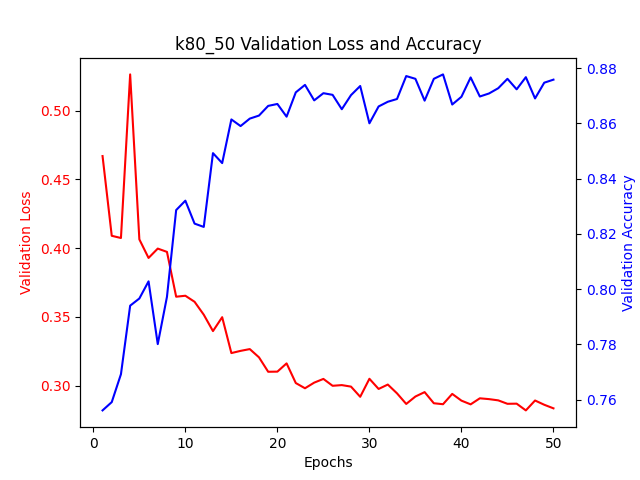 k80_50 Validation Loss and Accuracy
0.50
0.45
0.40
0.35
0.30
Validation Loss
0.88
0.86
0.84
0.82
0.80
0.78
0.76
Validation Accuracy
0 10 20 30 40 50
Epochs